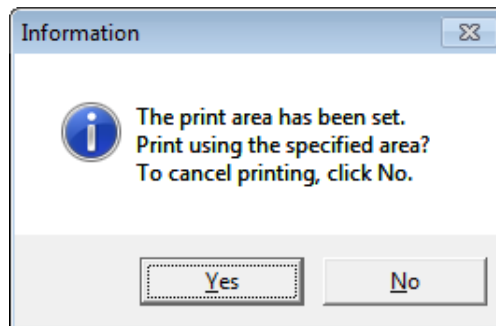 Information
The print area has been set.
Print using the specified area?
To cancel printing, click No.
Yes No